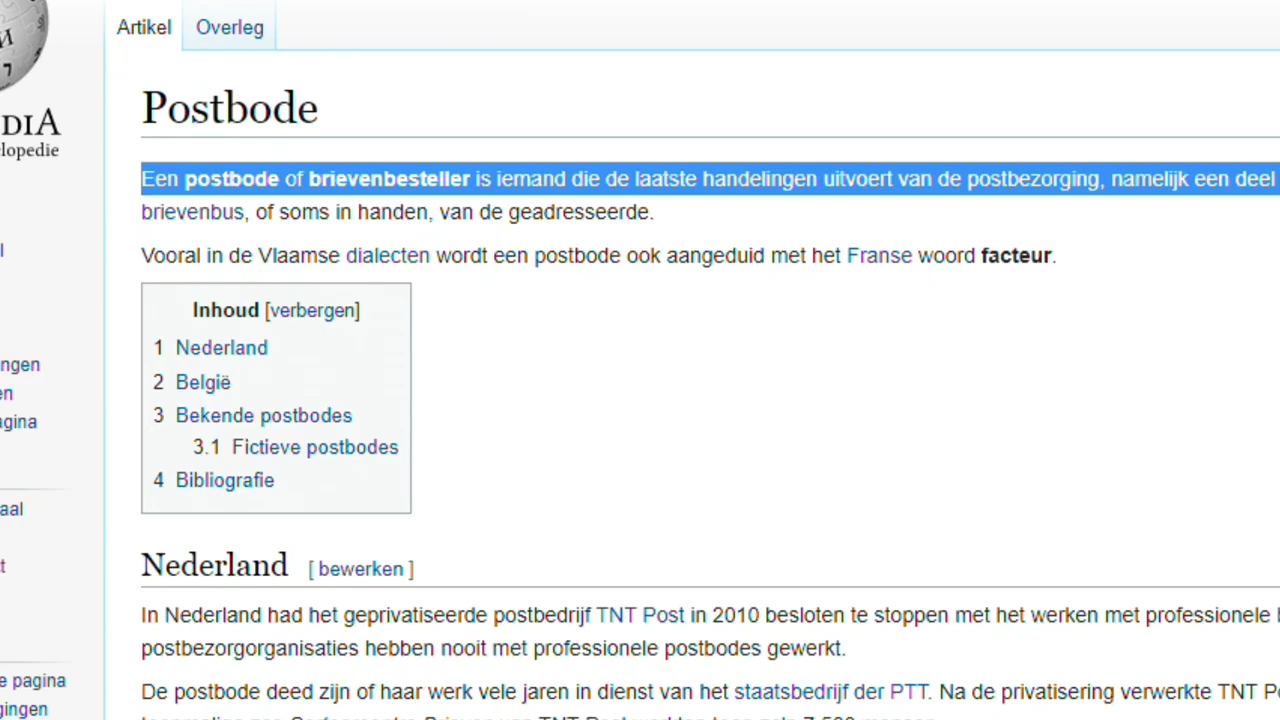 Artikel Overleg
DIA
lopedie
Postbode
Een postbode of brievenbesteller is iemand die de laatste handelingen uitvoert van de postbezorging, namelijk een deel
brievenbus, of soms in handen, van de geadresseerde.
Vooral in de Vlaamse dialecten wordt een postbode ook aangeduid met het Franse woord facteur.
Inhoud [verbergen]
1 Nederland
2 België
3 Bekende postbodes
3.1 Fictieve postbodes
4 Bibliografie
ngen
en
agina
aal
t
e pagina
gingen
Nederland [ bewerken ]
In Nederland had het geprivatiseerde postbedrijf TNT Post in 2010 besloten te stoppen met het werken met professionele
postbezorgorganisaties hebben nooit met professionele postbodes gewerkt.
De postbode deed zijn of haar werk vele jaren in dienst van het staatsbedrijf der PTT. Na de privatisering verwerkte TNT